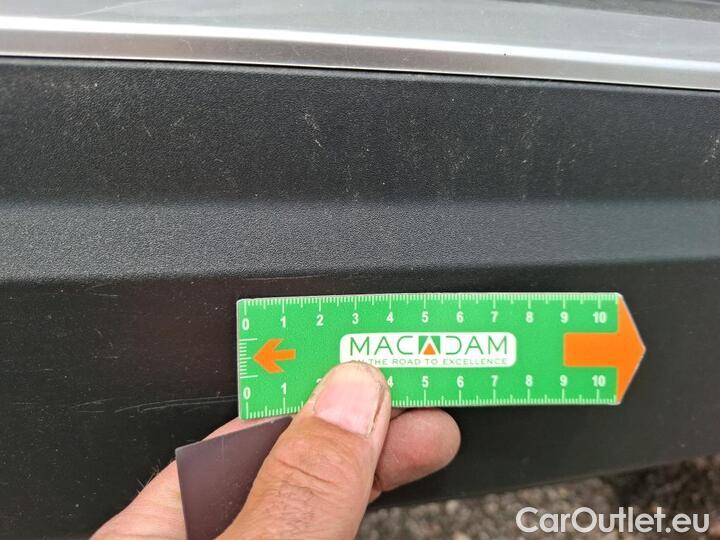 0 1 2 3 4 5 6 7 8 9 10
MACADAM
ON THE ROAD TO EXCELLENCE
0 1 2 4 5 6 7 8 9 10
CarOutlet.eu